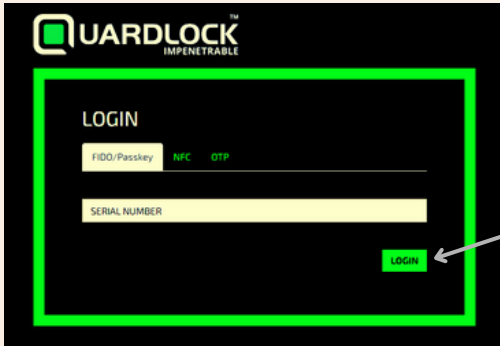 QUARDLOCK™
IMPENETRABLE
LOGIN
FIDO/Passkey NFC OTP
SERIAL NUMBER
LOGIN